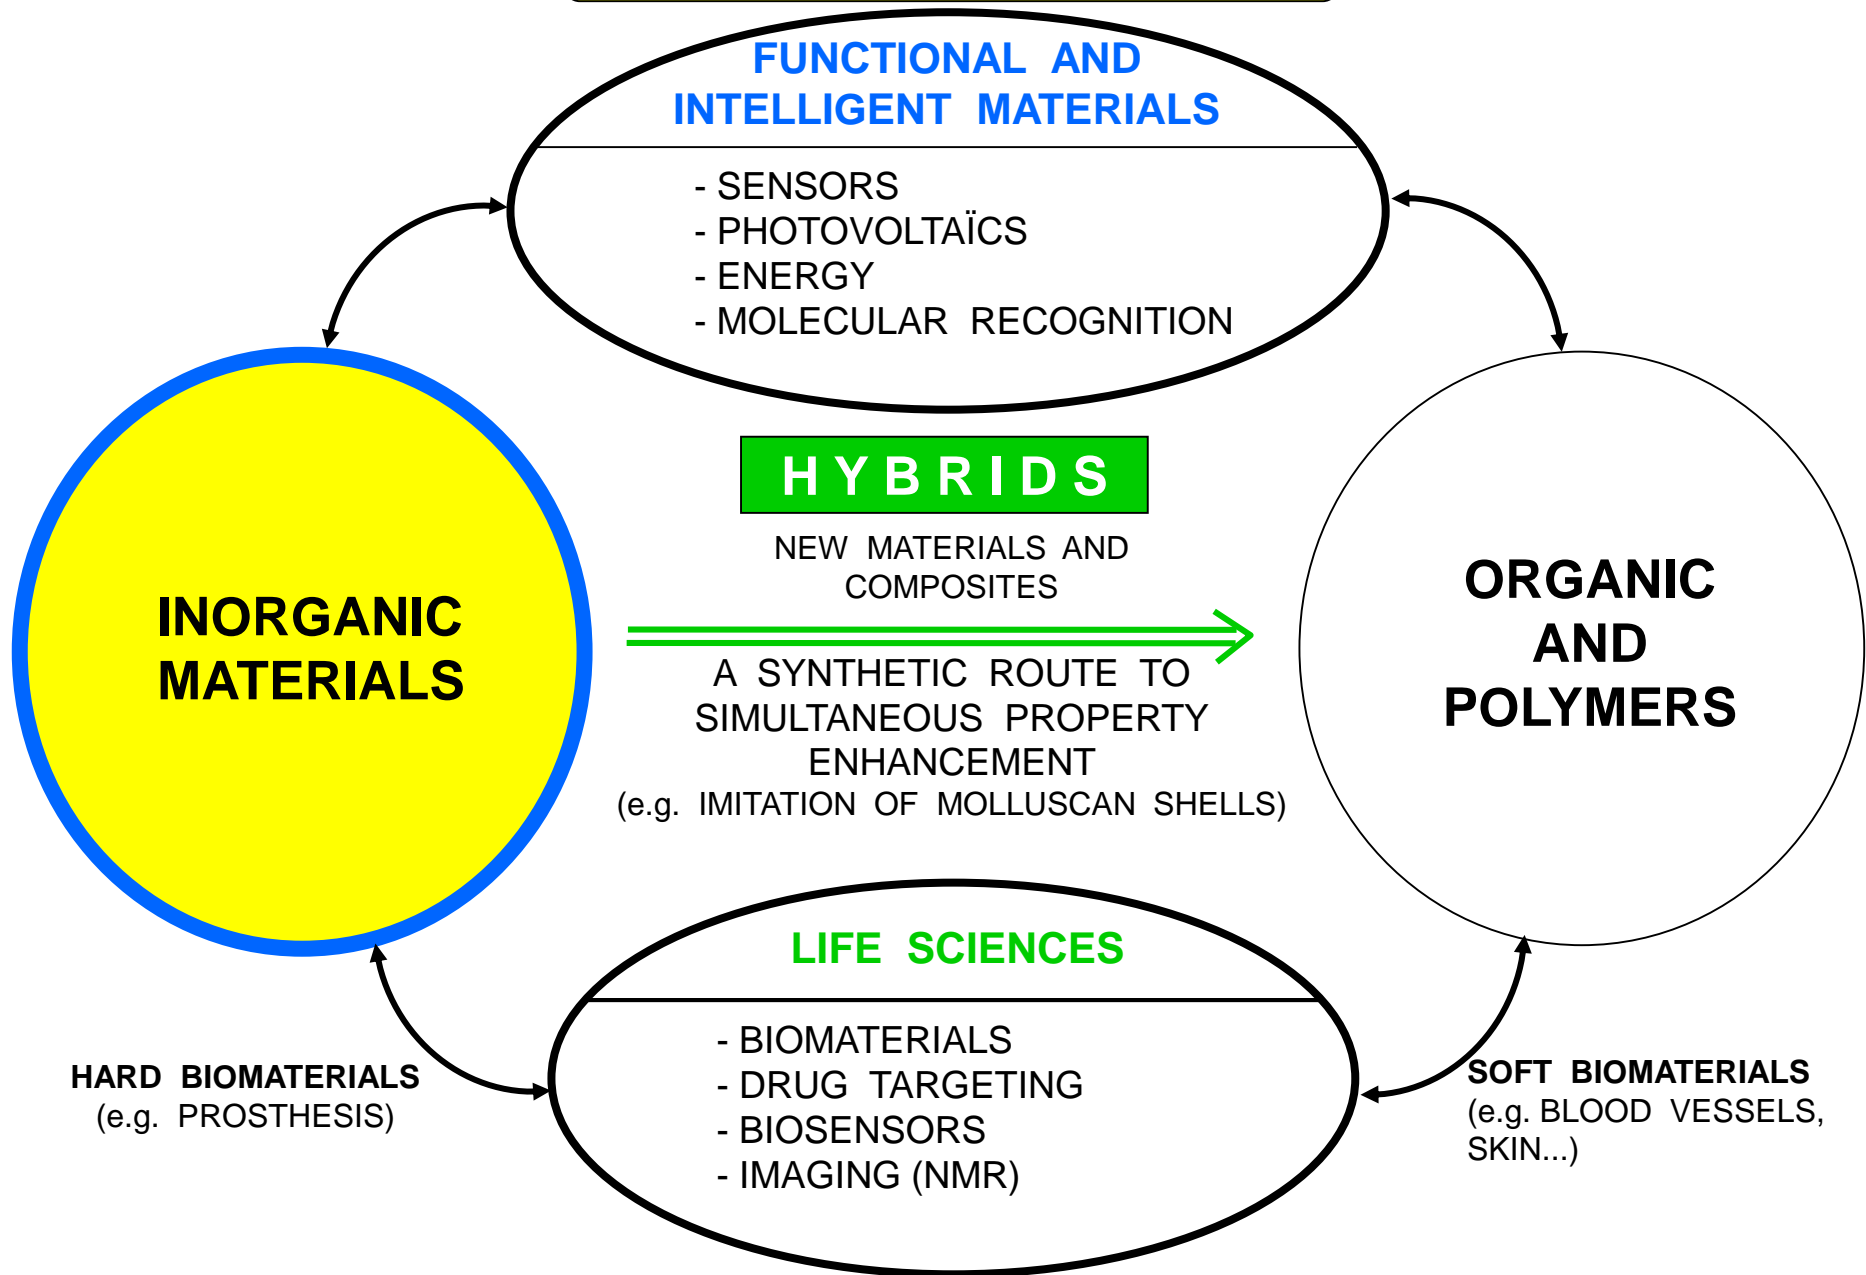 FUNCTIONAL AND
INTELLIGENT MATERIALS
- SENSORS
- PHOTOVOLTAÏCS
- ENERGY
- MOLECULAR RECOGNITION
HYBRIDS
NEW MATERIALS AND
COMPOSITES
INORGANIC
MATERIALS
ORGANIC
AND
POLYMERS
A SYNTHETIC ROUTE TO
SIMULTANEOUS PROPERTY
ENHANCEMENT
(e.g. IMITATION OF MOLLUSCAN SHELLS)
LIFE SCIENCES
- BIOMATERIALS
- DRUG TARGETING
- BIOSENSORS
- IMAGING (NMR)
HARD BIOMATERIALS
(e.g. PROSTHESIS)
SOFT BIOMATERIALS
(e.g. BLOOD VESSELS,
SKIN...)